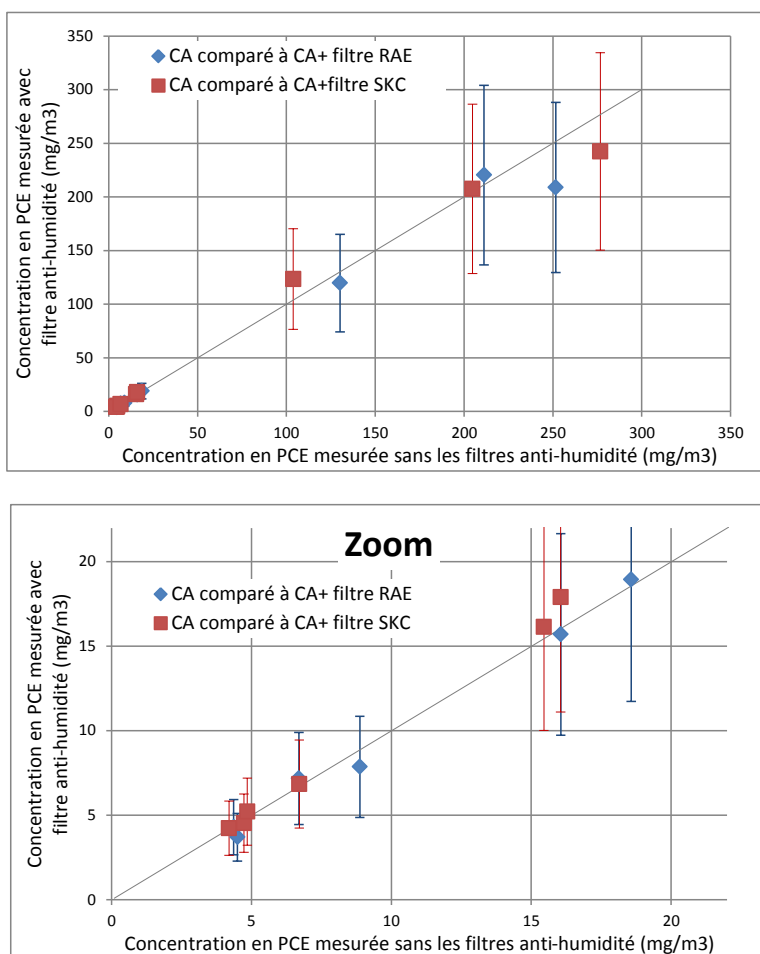 350
300
250
200
150
100
50
0
Concentration en PCE mesurée avec
filtre anti-humidité (mg/m3)
CA comparé à CA+ filtre RAE
CA comparé à CA+filtre SKC
0 50 100 150 200 250 300 350
Concentration en PCE mesurée sans les filtres anti-humidité (mg/m3)
Zoom
20
15
10
5
0
Concentration en PCE mesurée avec
filtre anti-humidité (mg/m3)
CA comparé à CA+ filtre RAE
CA comparé à CA+ filtre SKC
0 5 10 15 20
Concentration en PCE mesurée sans les filtres anti-humidité (mg/m3)